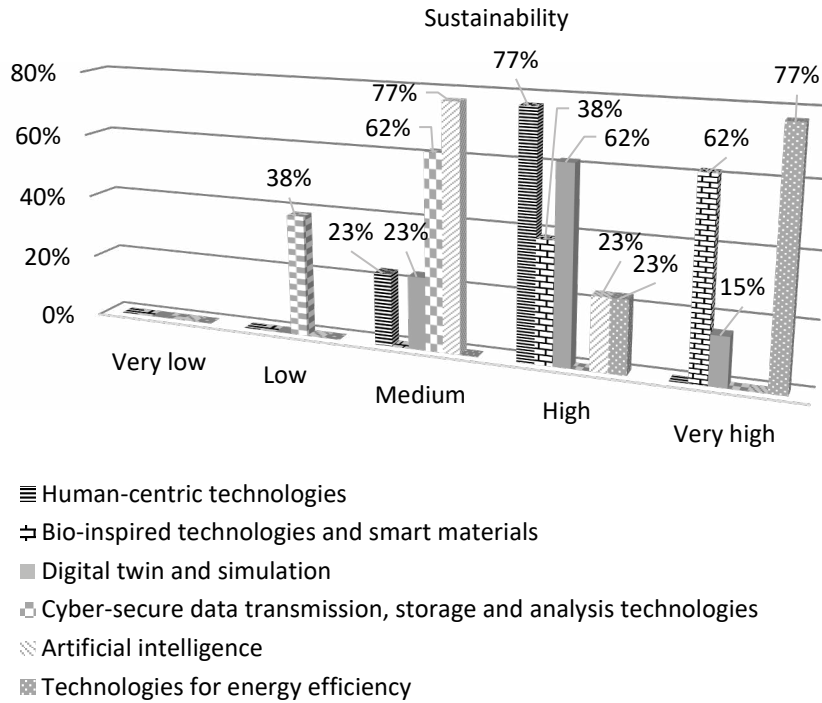 Sustainability
80%
60%
40%
20%
0%
38%
23%
23%
62%
77%
77%
38%
62%
23%
23%
62%
15%
77%
Very low
Low
Medium
High
Very high
Human-centric technologies
Bio-inspired technologies and smart materials
Digital twin and simulation
Cyber-secure data transmission, storage and analysis technologies
Artificial intelligence
Technologies for energy efficiency